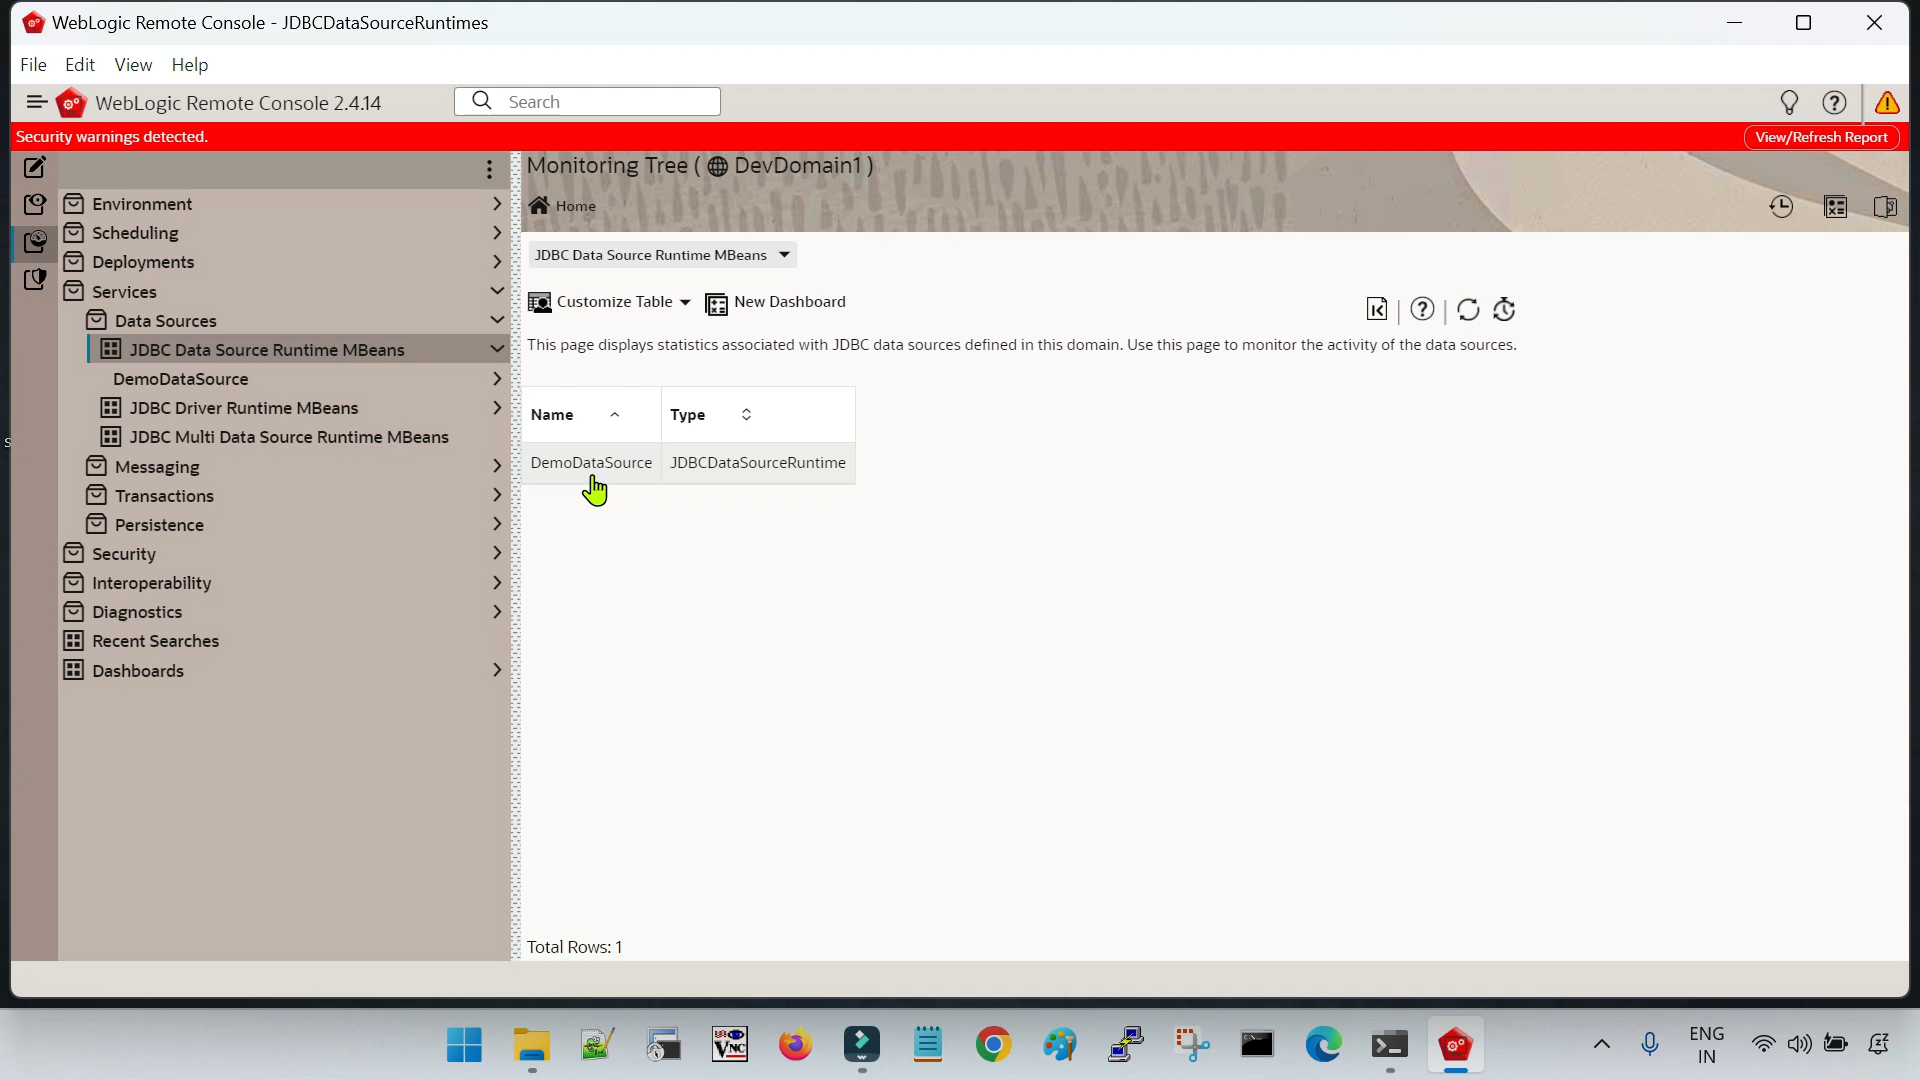 WebLogic Remote Console - JDBCDataSourceRuntimes
File Edit View Help
WebLogic Remote Console 2.4.14
Search
Security warnings detected.
View/Refresh Report
Monitoring Tree ( DevDomain1 )
Home
Environment
Scheduling
Deployments
Services
Data Sources
JDBC Data Source Runtime MBeans
DemoDataSource
JDBC Driver Runtime MBeans
JDBC Multi Data Source Runtime MBeans
Messaging
Transactions
Persistence
Security
Interoperability
Diagnostics
Recent Searches
Dashboards
JDBC Data Source Runtime MBeans
Customize Table New Dashboard
This page displays statistics associated with JDBC data sources defined in this domain. Use this page to monitor the activity of the data sources.
Name Type
DemoDataSource JDBCDataSourceRuntime
Total Rows: 1
VNC
ENG
IN